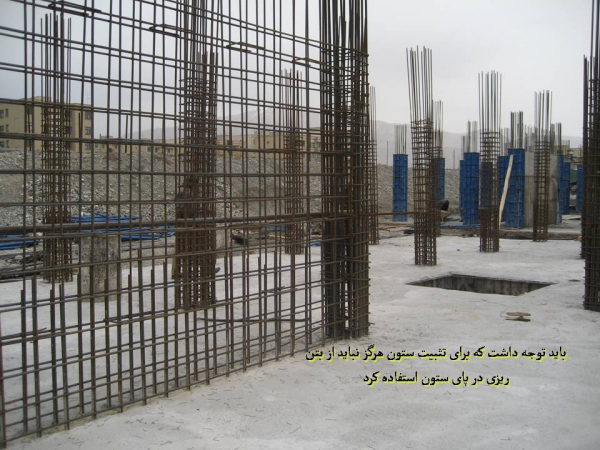 باید توجه داشت که برای تثبیت ستون هرگز نباید از بتن
ریزی در پای ستون استفاده کرد